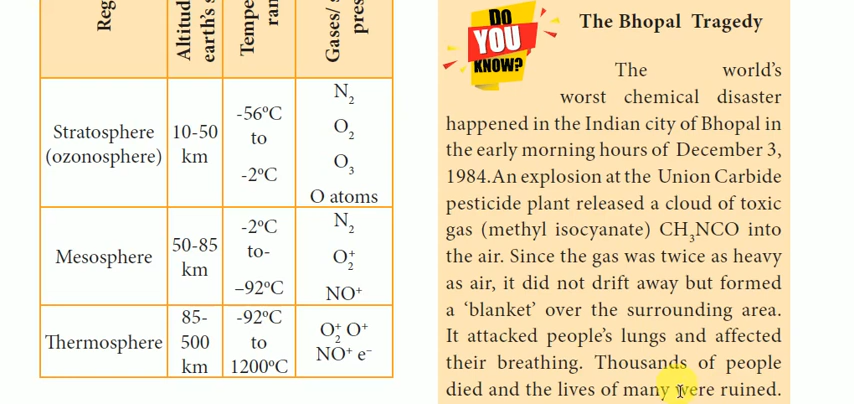 Reg
Altitud
earth's s
Tempe
ran
Gases/ s
pres
Stratosphere
(ozonosphere)
10-50
km
-56°C
to
-2°C
N₂
O₂
O₃
O atoms
Mesosphere
50-85
km
-2°C
to-
–92°C
N₂
O₂⁺
NO⁺
Thermosphere
85-
500
km
-92°C
to
1200°C
O₂⁺ O⁺
NO⁺ e⁻
DO
YOU
KNOW?
The Bhopal Tragedy
The world's
worst chemical disaster
happened in the Indian city of Bhopal in
the early morning hours of December 3,
1984.An explosion at the Union Carbide
pesticide plant released a cloud of toxic
gas (methyl isocyanate) CH₃NCO into
the air. Since the gas was twice as heavy
as air, it did not drift away but formed
a ‘blanket’ over the surrounding area.
It attacked people's lungs and affected
their breathing. Thousands of people
died and the lives of many were ruined.